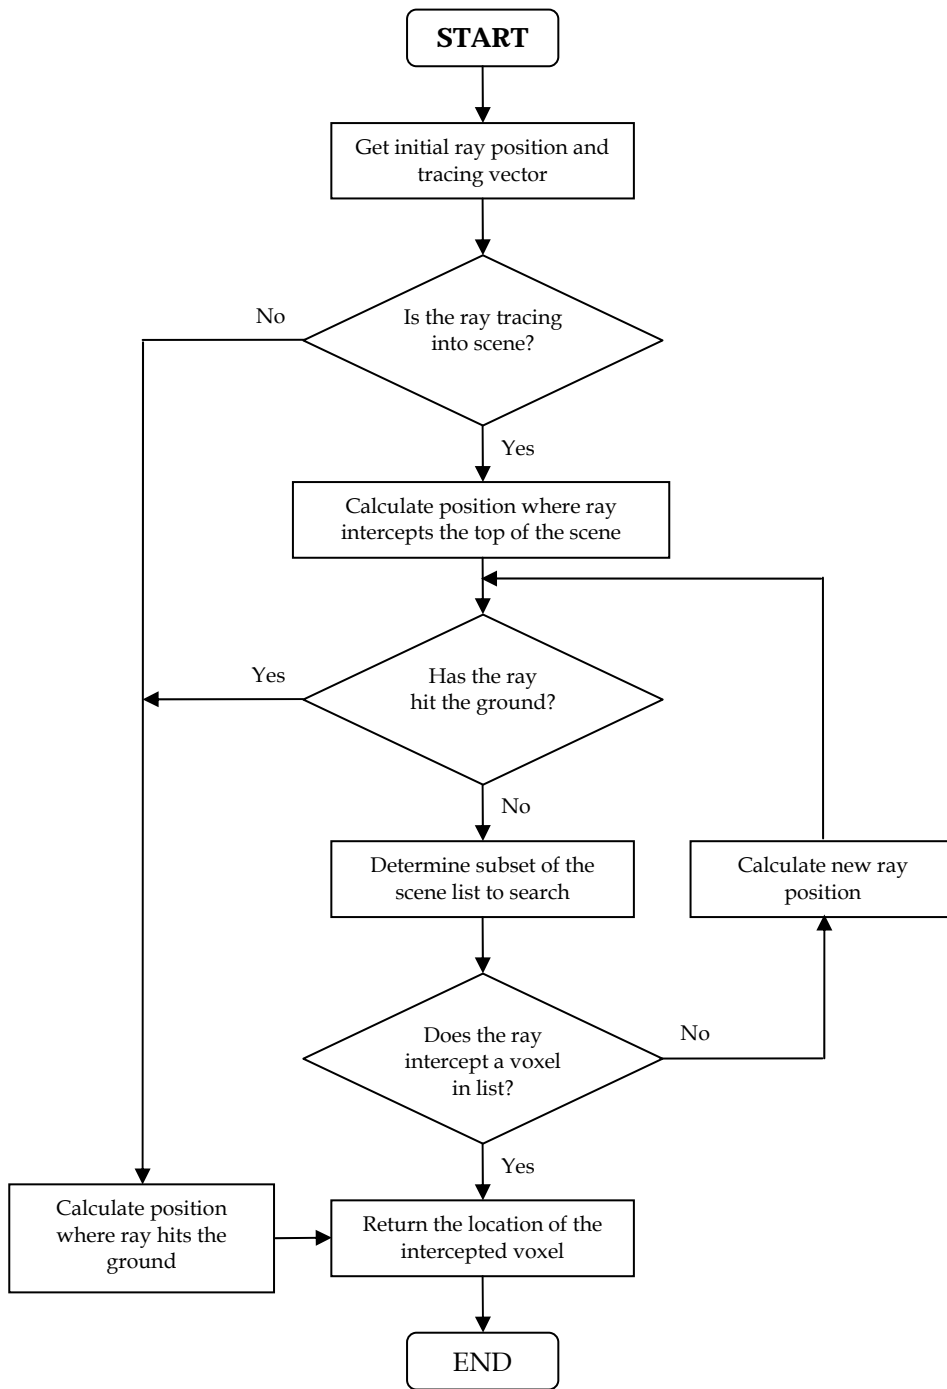 START
Get initial ray position and
tracing vector
No
Is the ray tracing
into scene?
Yes
Calculate position where ray
intercepts the top of the scene
Yes
Has the ray
hit the ground?
No
Determine subset of the
scene list to search
Calculate new ray
position
Does the ray
intercept a voxel
in list?
No
Yes
Calculate position
where ray hits the
ground
Return the location of the
intercepted voxel
END